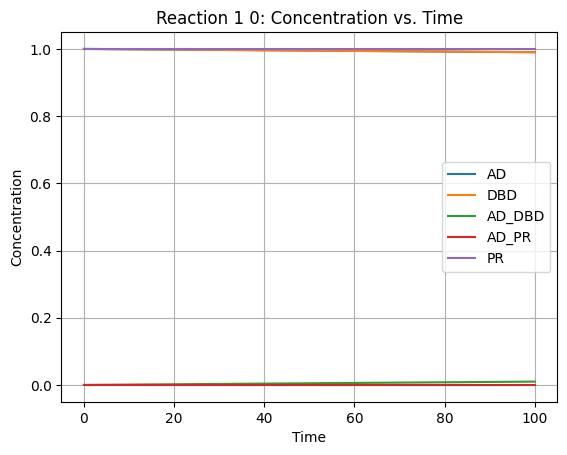 Reaction 1 0: Concentration vs. Time
Concentration
1.0
0.8
0.6
0.4
0.2
0.0
AD
DBD
AD_DBD
AD_PR
PR
0 20 40 60 80 100
Time